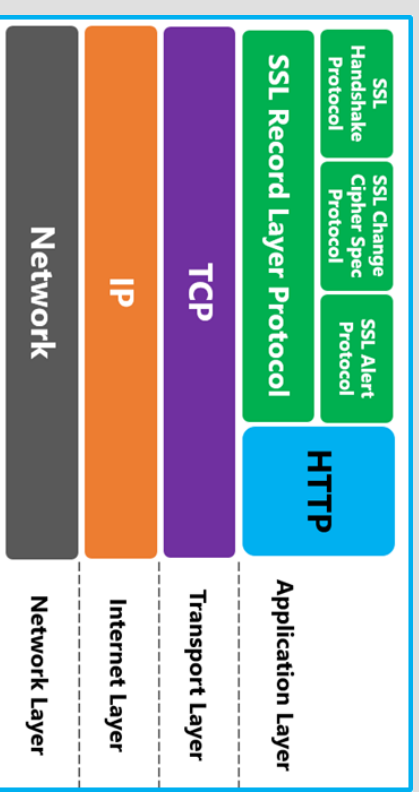 SSL
Handshake
Protocol
SSL Change
Cipher Spec
Protocol
SSL Alert
Protocol
SSL Record Layer Protocol
HTTP
Application Layer
TCP
Transport Layer
IP
Internet Layer
Network
Network Layer